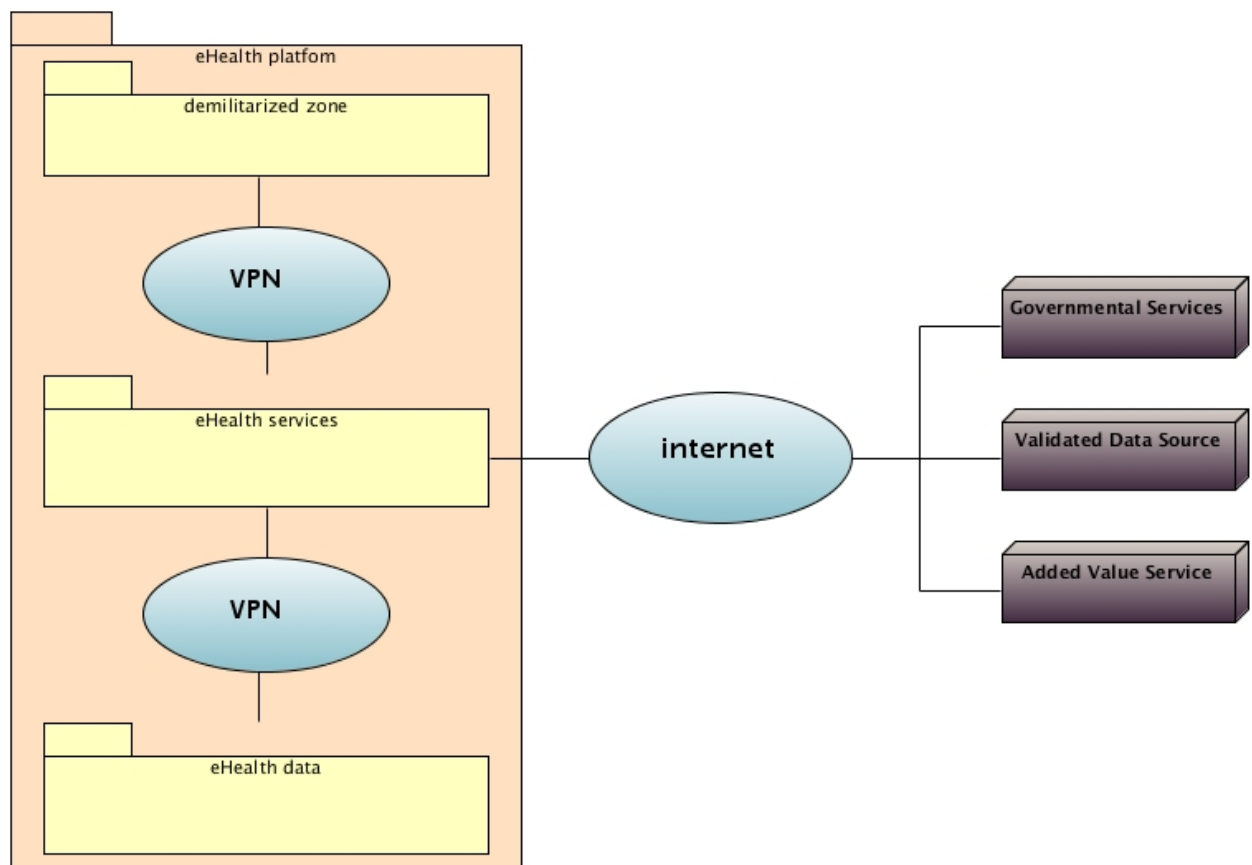 eHealth platfom
demilitarized zone
VPN
eHealth services
VPN
eHealth data
internet
Governmental Services
Validated Data Source
Added Value Service